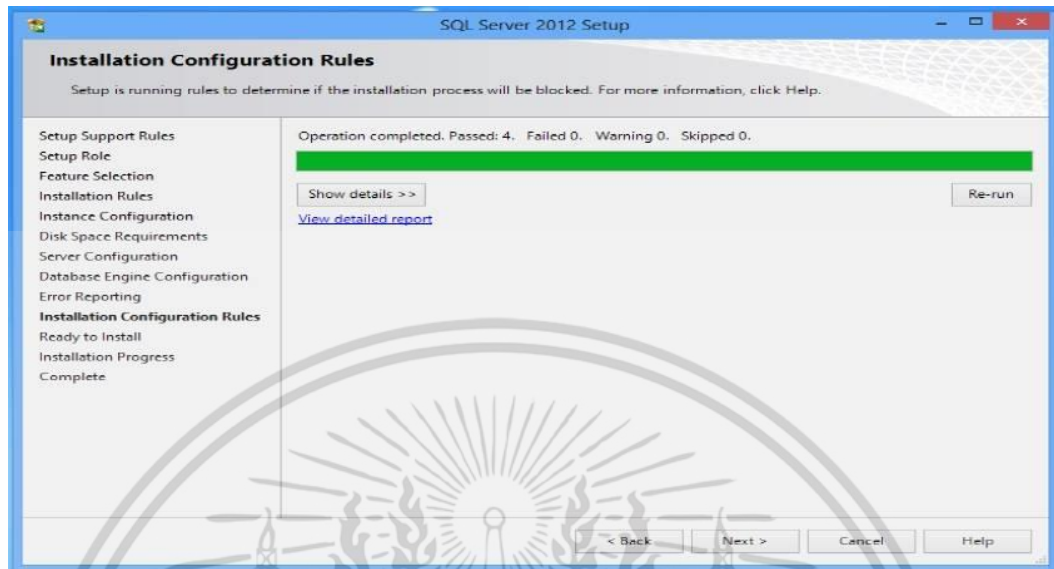 SQL Server 2012 Setup
Installation Configuration Rules
Setup is running rules to determine if the installation process will be blocked. For more information, click Help.
Setup Support Rules
Setup Role
Feature Selection
Installation Rules
Instance Configuration
Disk Space Requirements
Server Configuration
Database Engine Configuration
Error Reporting
Installation Configuration Rules
Ready to Install
Installation Progress
Complete
Operation completed. Passed: 4. Failed 0. Warning 0. Skipped 0.
Show details >>
Re-run
View detailed report
< Back
Next >
Cancel
Help